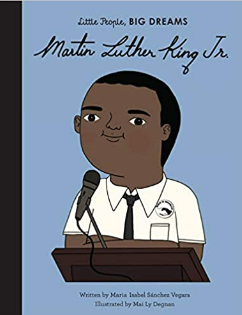 Little People, BIG DREAMS
Martin Luther King Jr.
Written by Maria Isabel Sánchez Vegara
Illustrated by Mai Ly Degnan